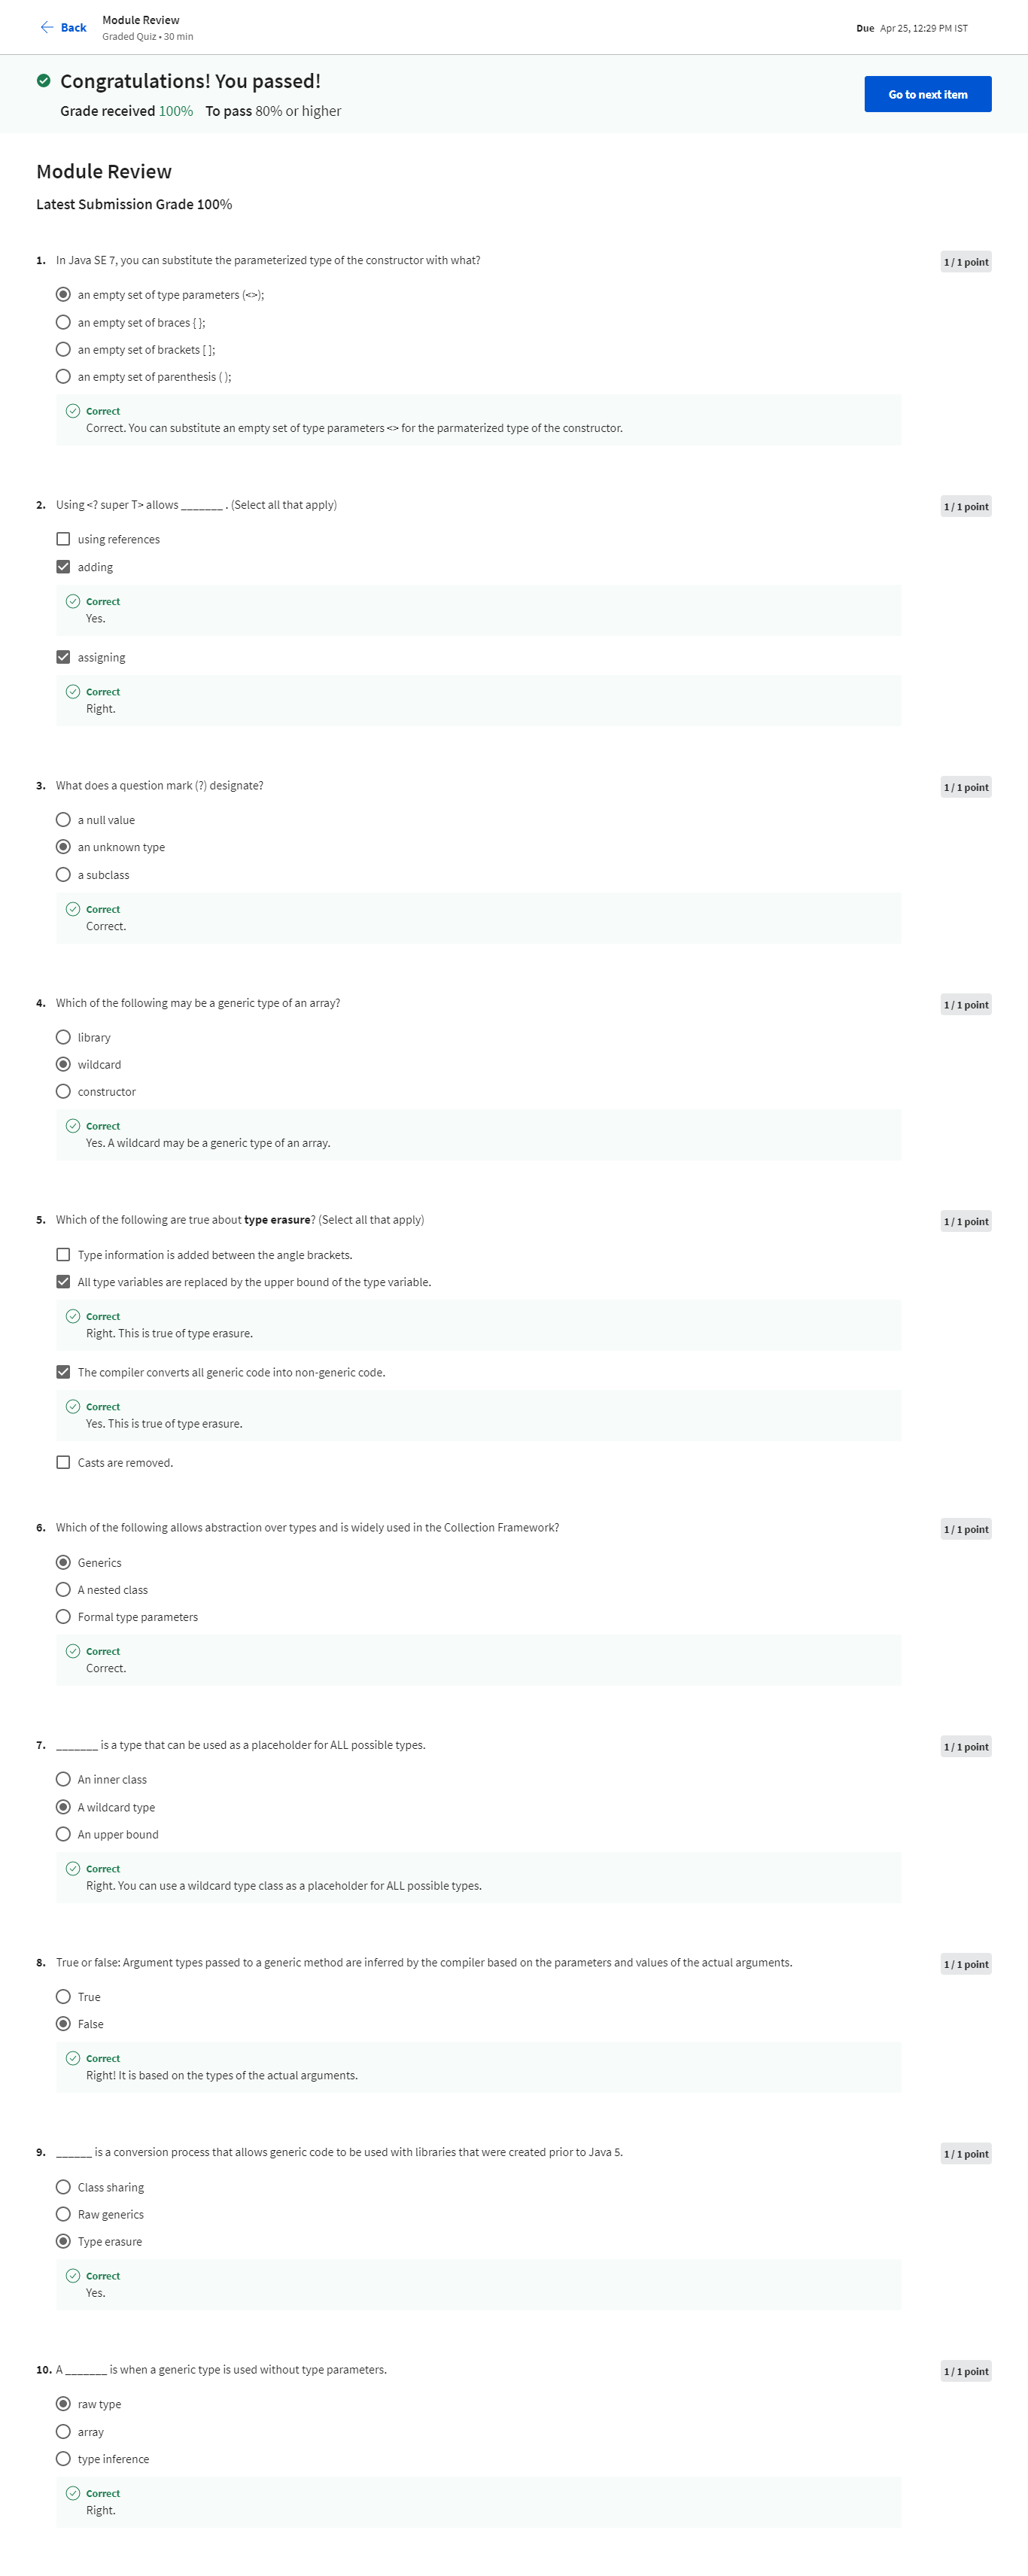 Back
Module Review
Graded Quiz • 30 min
Due Apr 25, 12:29 PM IST
Congratulations! You passed!
Grade received 100% To pass 80% or higher
Go to next item
Module Review
Latest Submission Grade 100%
1. In Java SE 7, you can substitute the parameterized type of the constructor with what?
1 / 1 point
an empty set of type parameters (<>);
an empty set of braces { };
an empty set of brackets [ ];
an empty set of parenthesis ( );
Correct
Correct. You can substitute an empty set of type parameters <> for the parmaterized type of the constructor.
2. Using <? super T> allows _______ . (Select all that apply)
1 / 1 point
using references
adding
Correct
Yes.
assigning
Correct
Right.
3. What does a question mark (?) designate?
1 / 1 point
a null value
an unknown type
a subclass
Correct
Correct.
4. Which of the following may be a generic type of an array?
1 / 1 point
library
wildcard
constructor
Correct
Yes. A wildcard may be a generic type of an array.
5. Which of the following are true about type erasure? (Select all that apply)
1 / 1 point
Type information is added between the angle brackets.
All type variables are replaced by the upper bound of the type variable.
Correct
Right. This is true of type erasure.
The compiler converts all generic code into non-generic code.
Correct
Yes. This is true of type erasure.
Casts are removed.
6. Which of the following allows abstraction over types and is widely used in the Collection Framework?
1 / 1 point
Generics
A nested class
Formal type parameters
Correct
Correct.
7. _______ is a type that can be used as a placeholder for ALL possible types.
1 / 1 point
An inner class
A wildcard type
An upper bound
Correct
Right. You can use a wildcard type class as a placeholder for ALL possible types.
8. True or false: Argument types passed to a generic method are inferred by the compiler based on the parameters and values of the actual arguments.
1 / 1 point
True
False
Correct
Right! It is based on the types of the actual arguments.
9. ______ is a conversion process that allows generic code to be used with libraries that were created prior to Java 5.
1 / 1 point
Class sharing
Raw generics
Type erasure
Correct
Yes.
10. A _______ is when a generic type is used without type parameters.
1 / 1 point
raw type
array
type inference
Correct
Right.